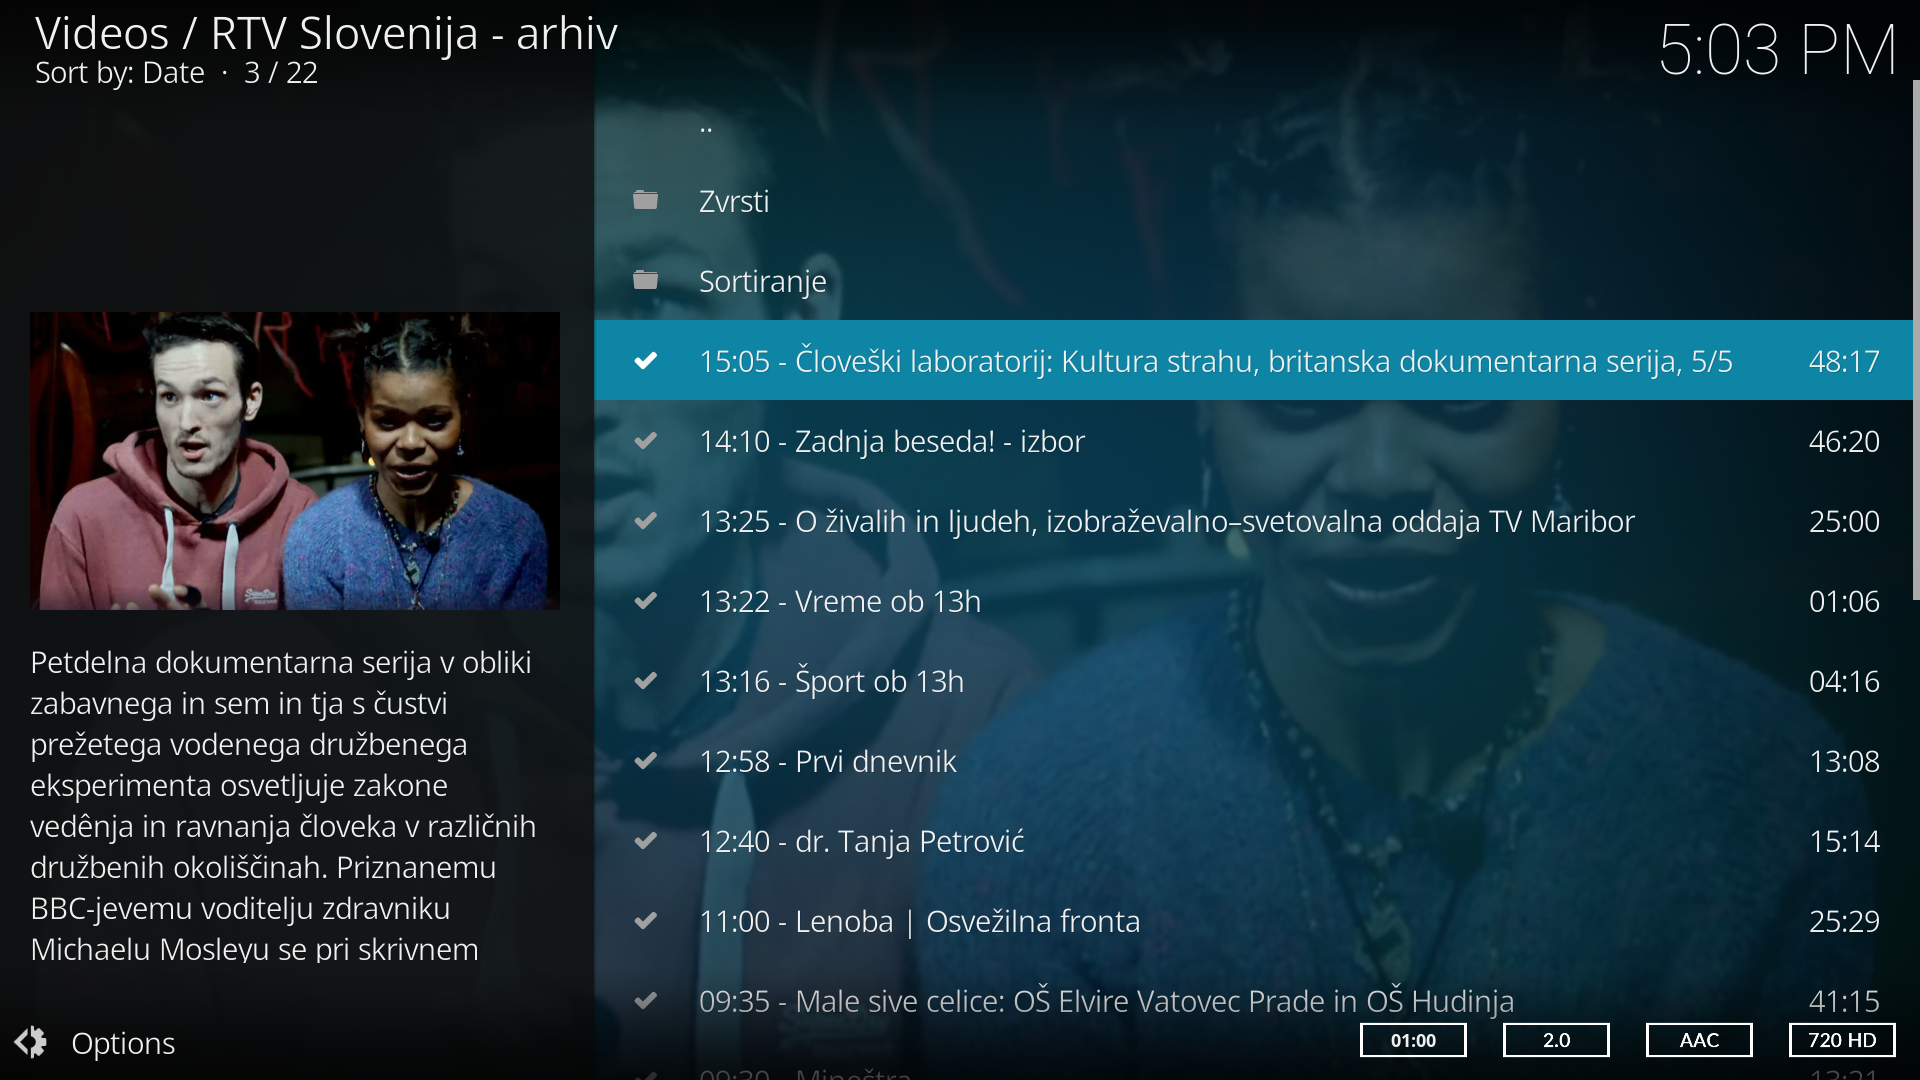 Videos / RTV Slovenija - arhiv
Sort by: Date · 3 / 22
5:03 PM
..
Zvrsti
Sortiranje
15:05 - Človeški laboratorij: Kultura strahu, britanska dokumentarna serija, 5/5 48:17
14:10 - Zadnja beseda! - izbor 46:20
13:25 - O živalih in ljudeh, izobraževalno–svetovalna oddaja TV Maribor 25:00
13:22 - Vreme ob 13h 01:06
13:16 - Šport ob 13h 04:16
12:58 - Prvi dnevnik 13:08
12:40 - dr. Tanja Petrović 15:14
11:00 - Lenoba | Osvežilna fronta 25:29
09:35 - Male sive celice: OŠ Elvire Vatovec Prade in OŠ Hudinja 41:15
09:30 - Mineštra 13:21
Petdelna dokumentarna serija v obliki
zabavnega in sem in tja s čustvi
prežetega vodenega družbenega
eksperimenta osvetljuje zakone
vedênja in ravnanja človeka v različnih
družbenih okoliščinah. Priznanemu
BBC-jevemu voditelju zdravniku
Michaelu Mosleyu se pri skrivnem
Options
01:00
2.0
AAC
720 HD